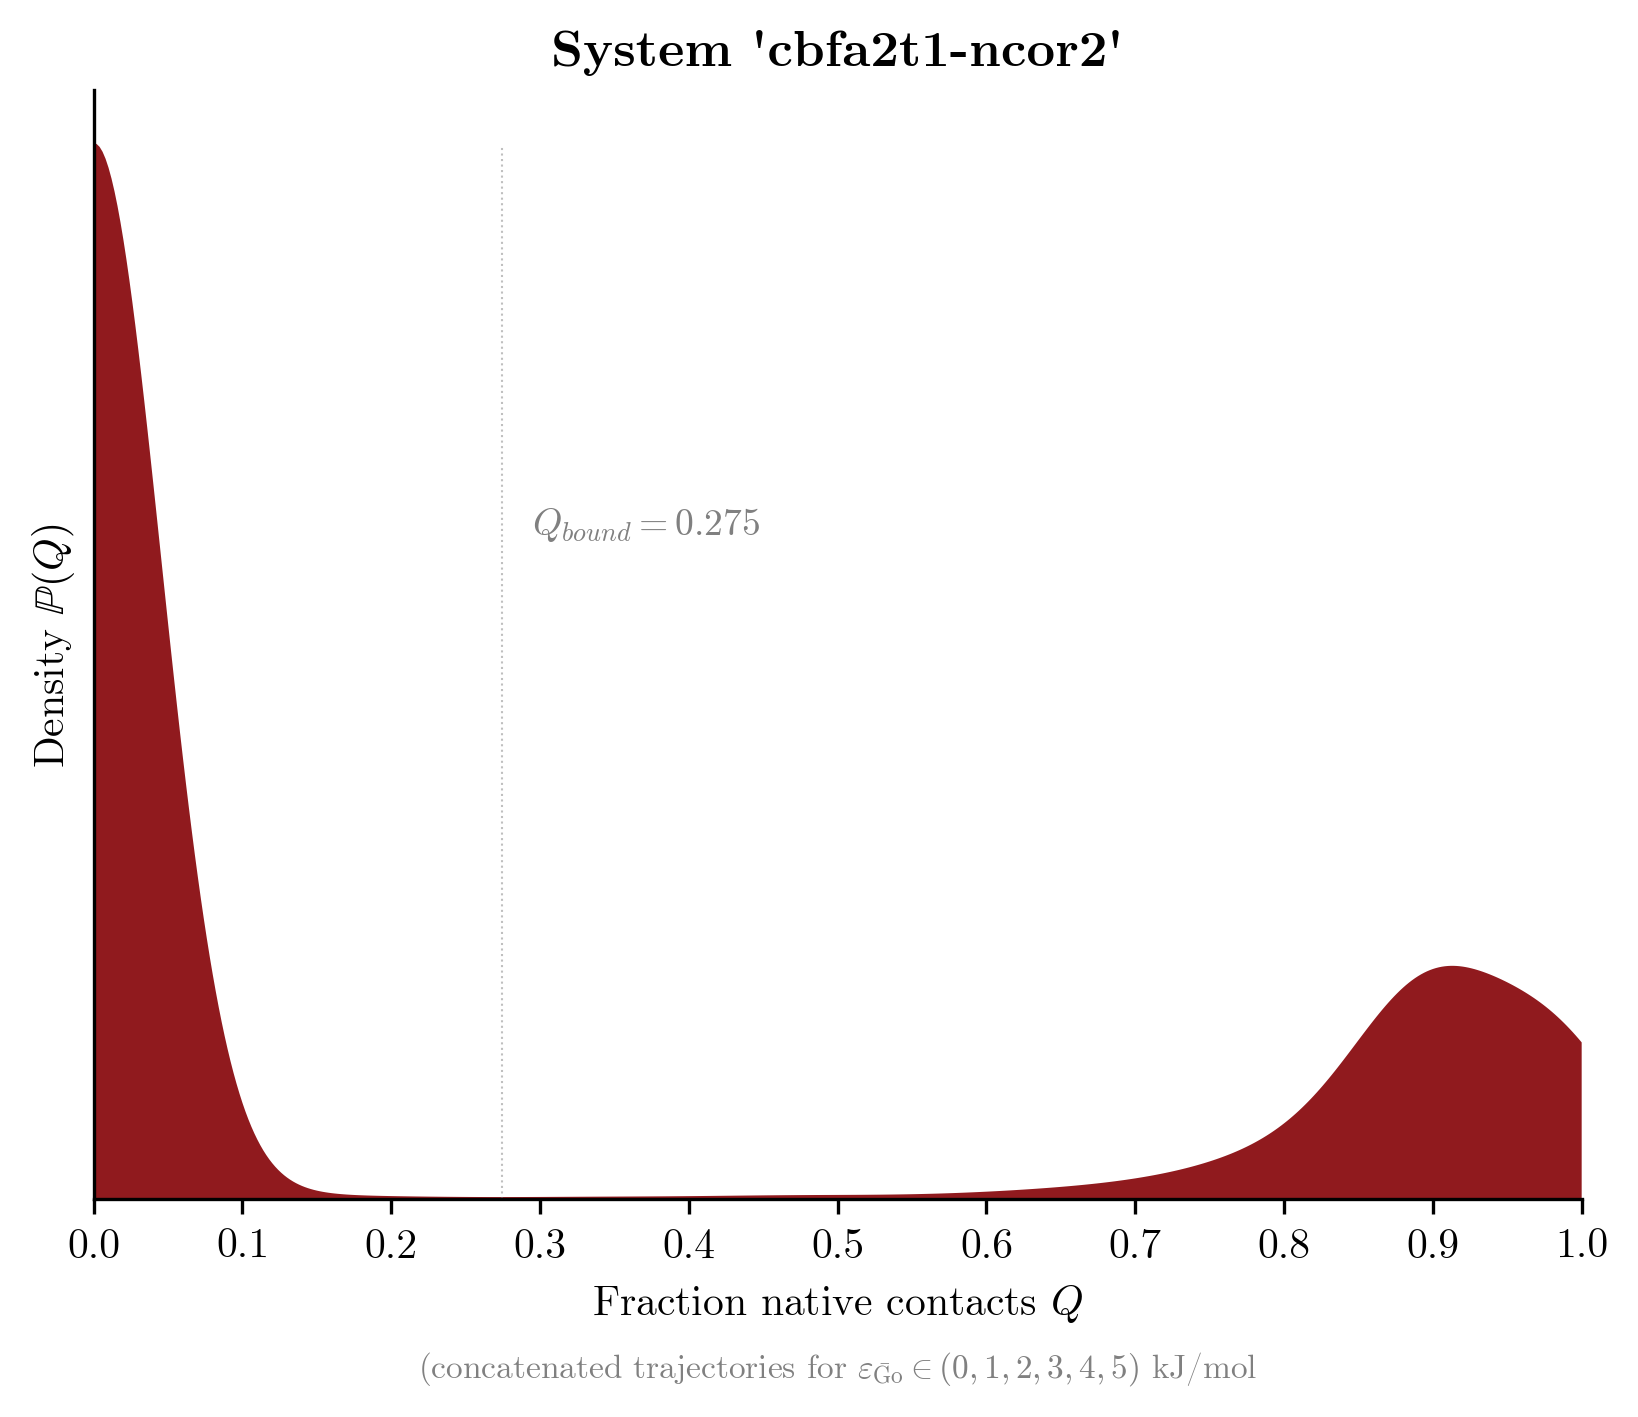 System 'cbfa2t1-ncor2'
Density ℙ(Q)
Q_bound = 0.275
0.0 0.1 0.2 0.3 0.4 0.5 0.6 0.7 0.8 0.9 1.0
Fraction native contacts Q
(concatenated trajectories for ε_Ḡo ∈ (0, 1, 2, 3, 4, 5) kJ/mol